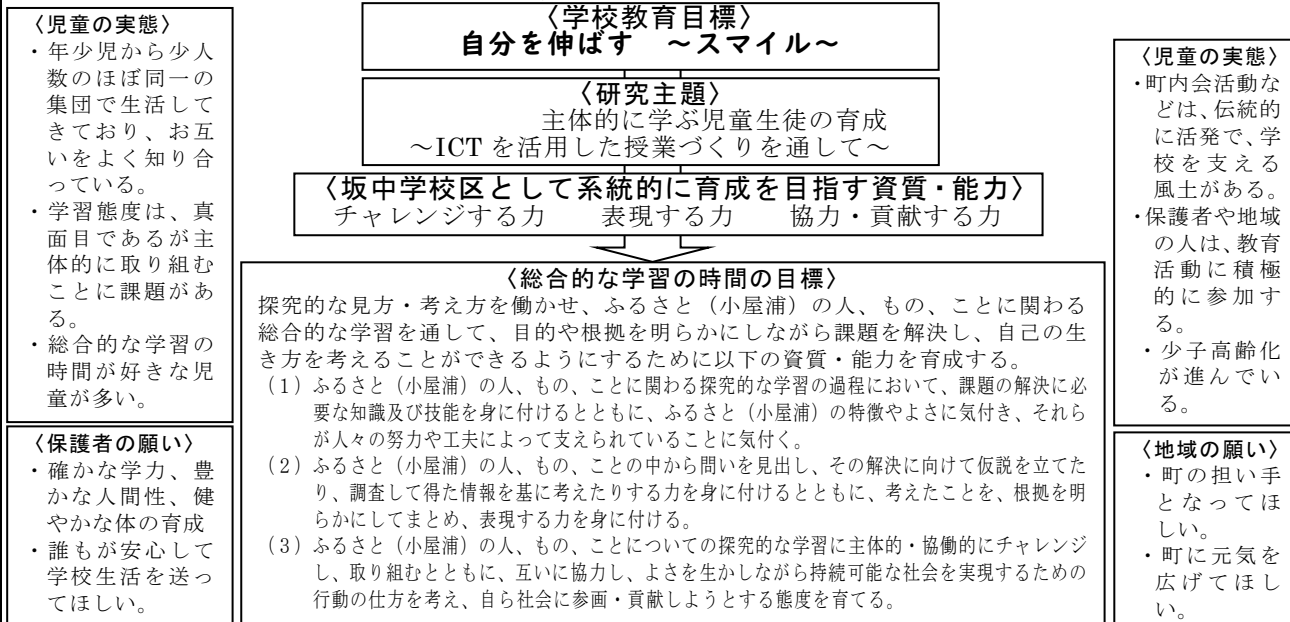 〈児童の実態〉
・年少児から少人
数のほぼ同一の
集団で生活して
きており、お互
いをよく知り合
っている。
・学習態度は、真
面目であるが主
体的に取り組む
ことに課題があ
る。
・総合的な学習の
時間が好きな児
童が多い。
〈保護者の願い〉
・確かな学力、豊
かな人間性、健
やかな体の育成
・誰もが安心して
学校生活を送っ
てほしい。
〈学校教育目標〉
自分を伸ばす　～スマイル～
〈研究主題〉
主体的に学ぶ児童生徒の育成
～ICTを活用した授業づくりを通して～
〈坂中学校区として系統的に育成を目指す資質・能力〉
チャレンジする力　　表現する力　　協力・貢献する力
〈総合的な学習の時間の目標〉
探究的な見方・考え方を働かせ、ふるさと（小屋浦）の人、もの、ことに関わる
総合的な学習を通して、目的や根拠を明らかにしながら課題を解決し、自己の生
き方を考えることができるようにするために以下の資質・能力を育成する。
（1）ふるさと（小屋浦）の人、もの、ことに関わる探究的な学習の過程において、課題の解決に必
要な知識及び技能を身に付けるとともに、ふるさと（小屋浦）の特徴やよさに気付き、それら
が人々の努力や工夫によって支えられていることに気付く。
（2）ふるさと（小屋浦）の人、もの、ことの中から問いを見出し、その解決に向けて仮説を立てた
り、調査して得た情報を基に考えたりする力を身に付けるとともに、考えたことを、根拠を明
らかにしてまとめ、表現する力を身に付ける。
（3）ふるさと（小屋浦）の人、もの、ことについての探究的な学習に主体的・協働的にチャレンジ
し、取り組むとともに、互いに協力し、よさを生かしながら持続可能な社会を実現するための
行動の仕方を考え、自ら社会に参画・貢献しようとする態度を育てる。
〈児童の実態〉
・町内会活動な
どは、伝統的
に活発で、学
校を支える
風土がある。
・保護者や地域
の人は、教育
活動に積極
的に参加す
る。
・少子高齢化
が進んでい
る。
〈地域の願い〉
・町の担い手
となってほ
しい。
・町に元気を
広げてほし
い。